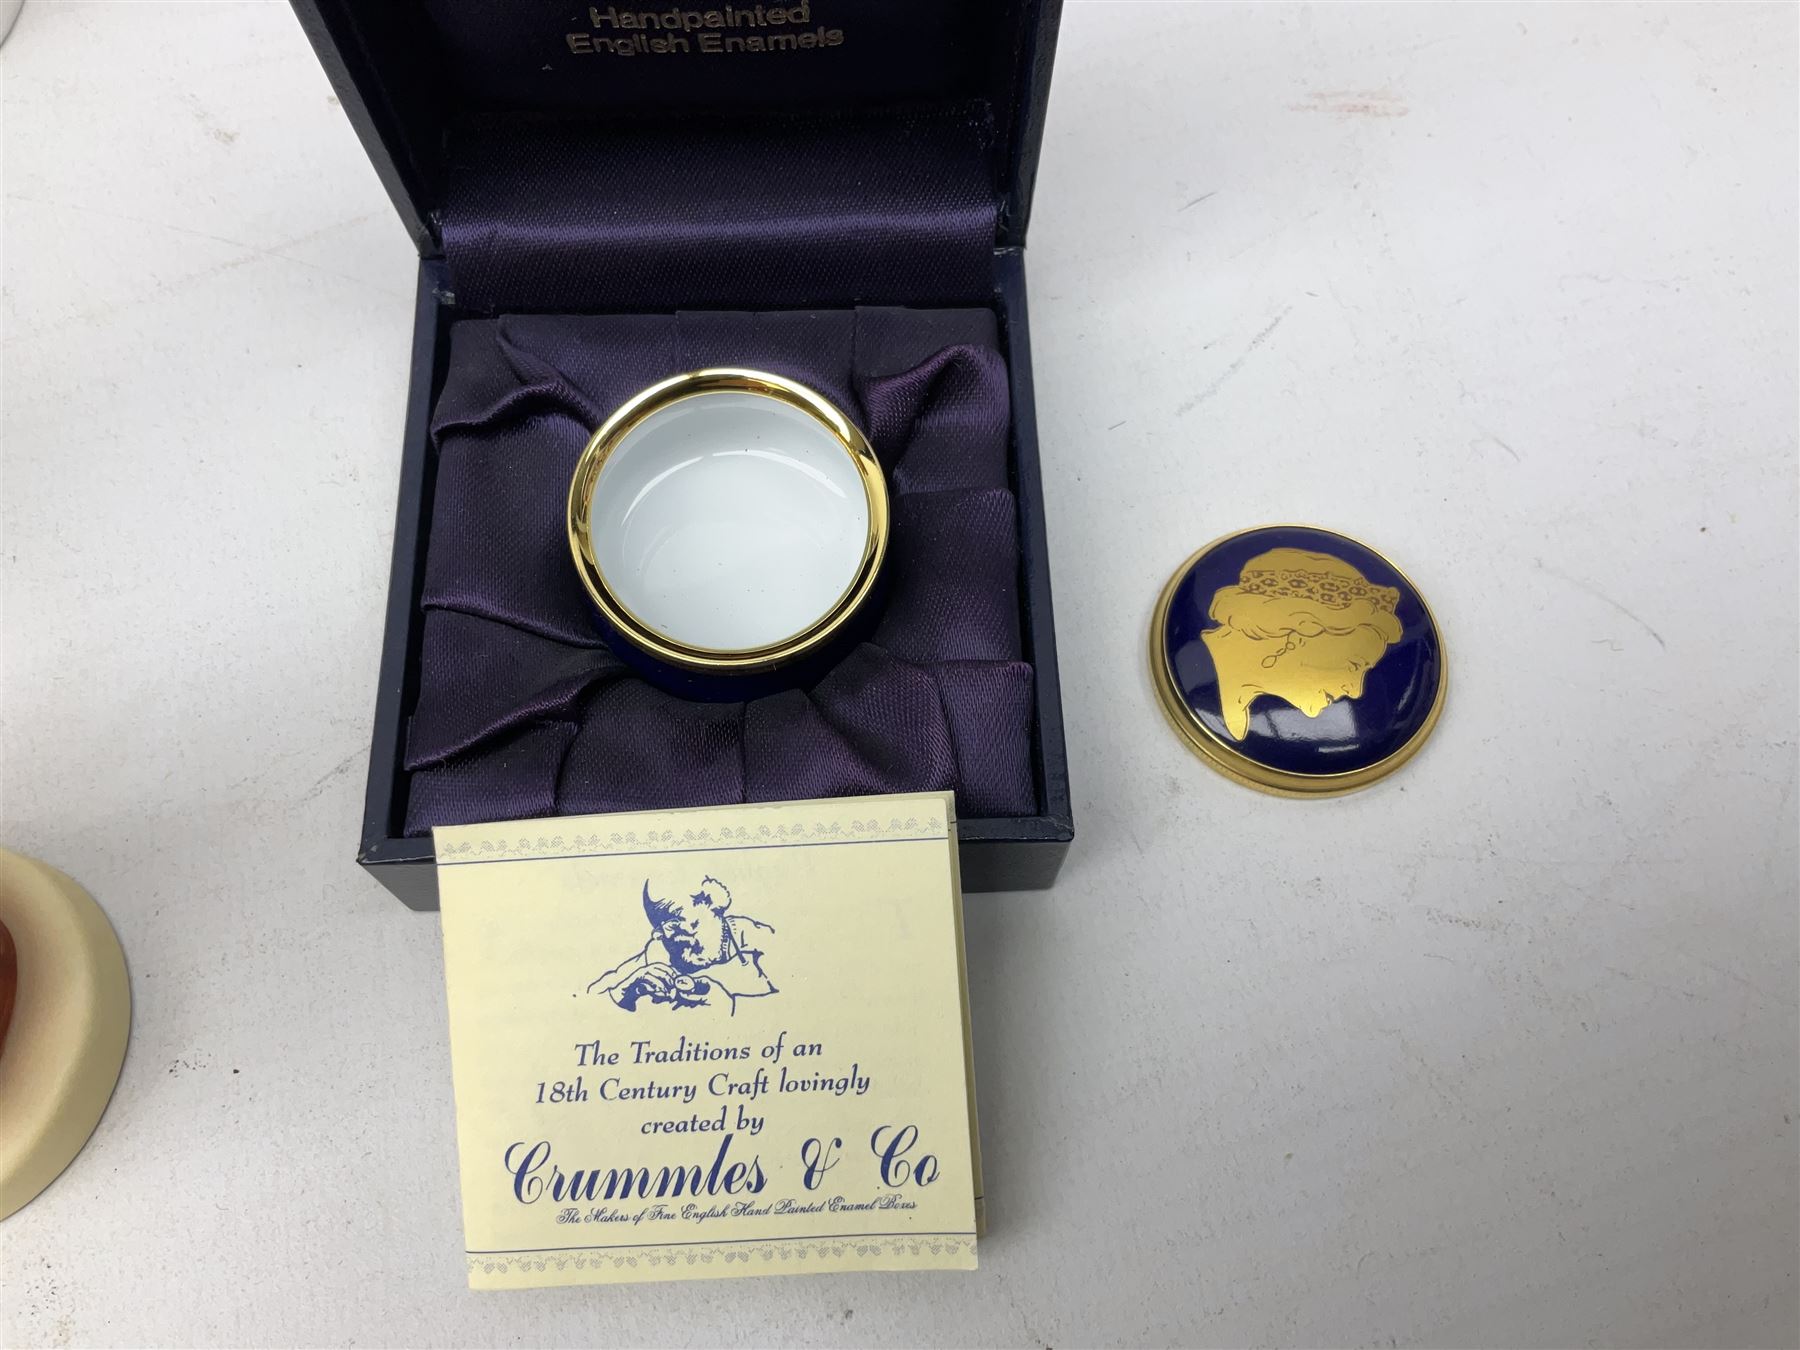 Handpainted
English Enamels
The Traditions of an
18th Century Craft lovingly
created by
Crummles & Co
The Makers of Fine English Hand Painted Enamel Boxes